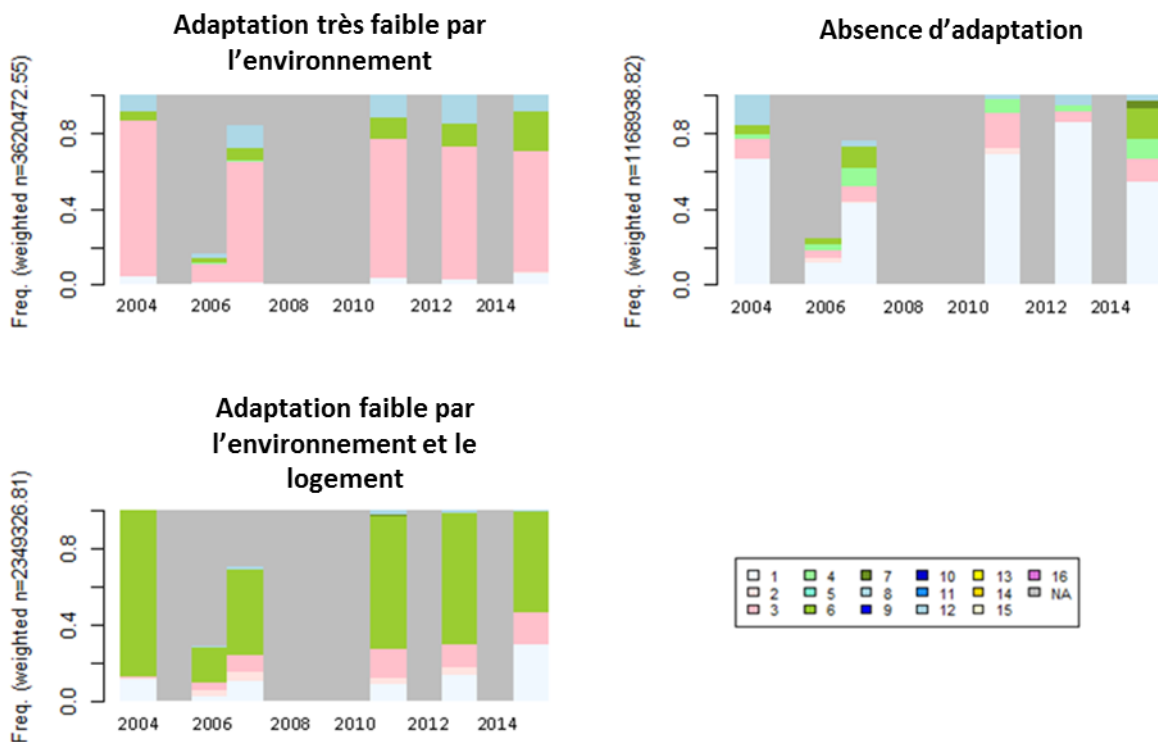 Adaptation très faible par
l’environnement
Freq. (weighted n=3620472.55)
0.8
0.4
0.0
2004 2006 2008 2010 2012 2014
Absence d’adaptation
Freq. (weighted n=1168938.82)
0.8
0.4
0.0
2004 2006 2008 2010 2012 2014
Adaptation faible par
l’environnement et le
logement
Freq. (weighted n=2349326.81)
0.8
0.4
0.0
2004 2006 2008 2010 2012 2014
1 4 7 10 13 16
2 5 8 11 14 NA
3 6 9 12 15